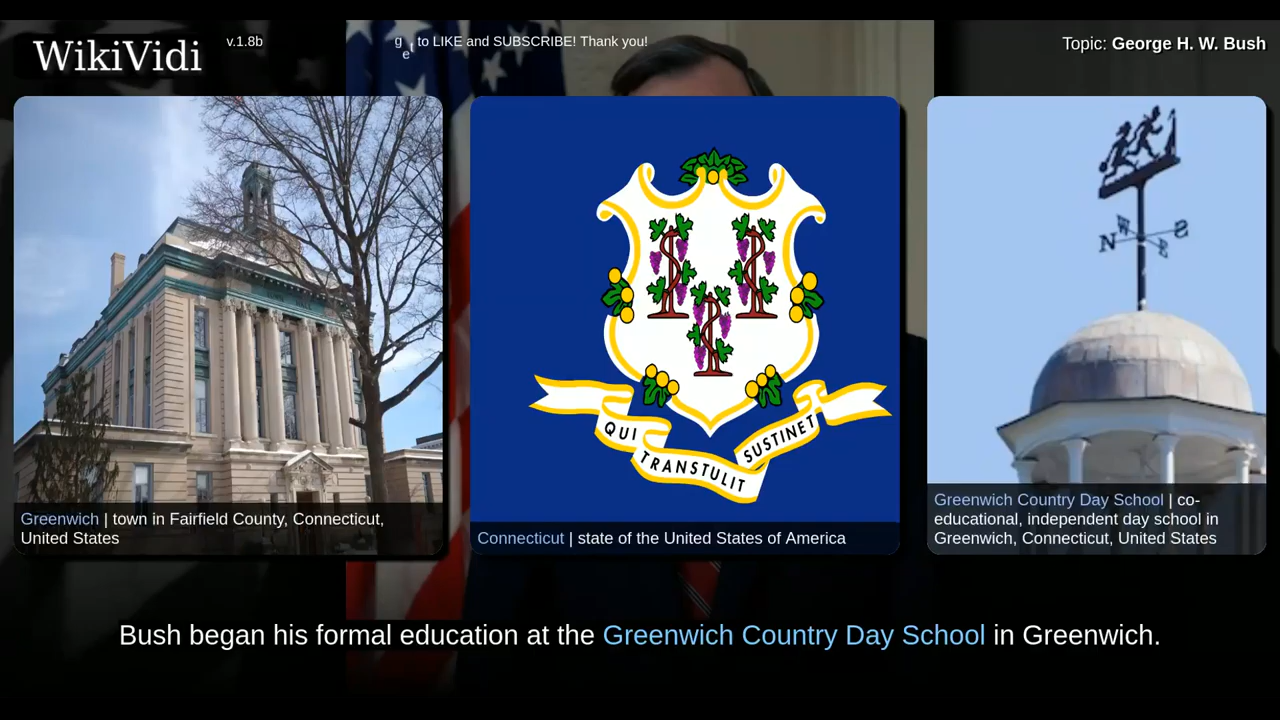 WikiVidi
v.1.8b
get to LIKE and SUBSCRIBE! Thank you!
Topic: George H. W. Bush
N W S E
QUI TRANSTULIT SUSTINET
Greenwich | town in Fairfield County, Connecticut,
United States
Connecticut | state of the United States of America
Greenwich Country Day School | co-
educational, independent day school in
Greenwich, Connecticut, United States
Bush began his formal education at the Greenwich Country Day School in Greenwich.